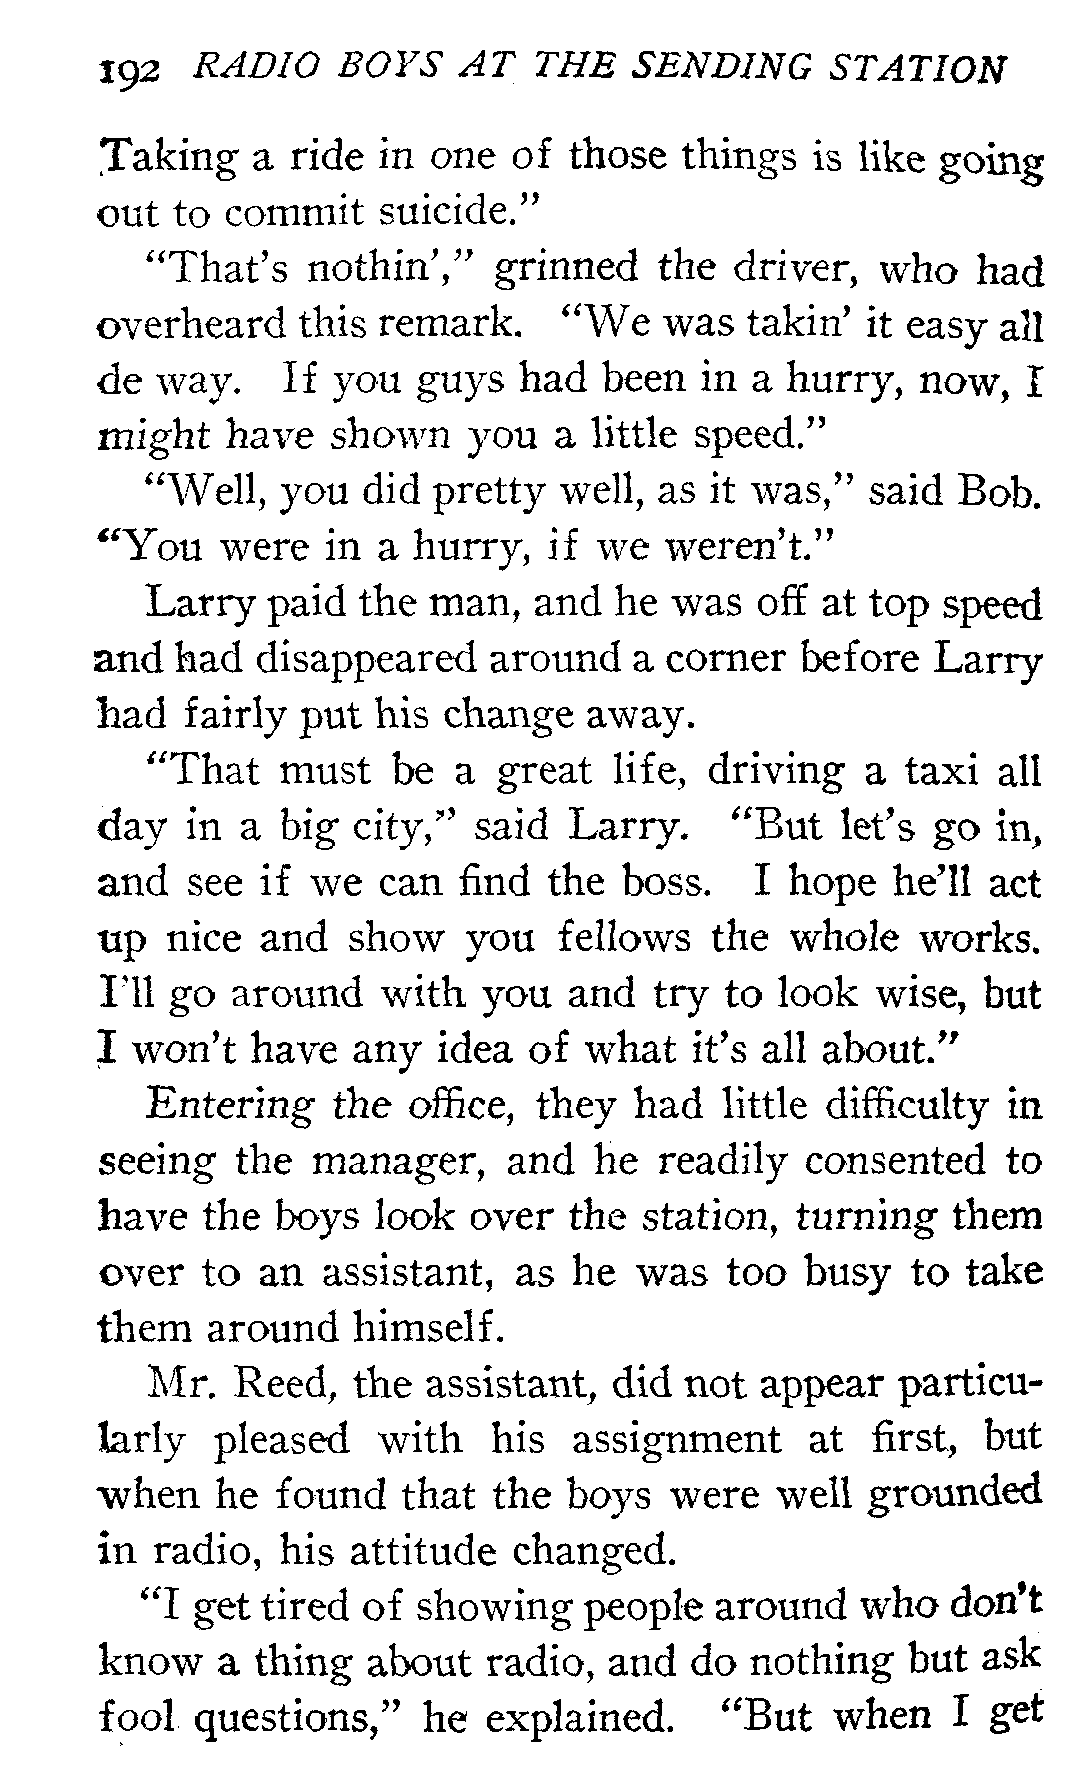 192 RADIO BOYS AT THE SENDING STATION
Taking a ride in one of those things is like going
out to commit suicide."
"That's nothin'," grinned the driver, who had
overheard this remark. "We was takin' it easy all
de way. If you guys had been in a hurry, now, I
might have shown you a little speed."
"Well, you did pretty well, as it was," said Bob.
"You were in a hurry, if we weren't."
Larry paid the man, and he was off at top speed
and had disappeared around a corner before Larry
had fairly put his change away.
"That must be a great life, driving a taxi all
day in a big city," said Larry. "But let's go in,
and see if we can find the boss. I hope he'll act
up nice and show you fellows the whole works.
I'll go around with you and try to look wise, but
I won't have any idea of what it's all about."
Entering the office, they had little difficulty in
seeing the manager, and he readily consented to
have the boys look over the station, turning them
over to an assistant, as he was too busy to take
them around himself.
Mr. Reed, the assistant, did not appear particu-
larly pleased with his assignment at first, but
when he found that the boys were well grounded
in radio, his attitude changed.
"I get tired of showing people around who don't
know a thing about radio, and do nothing but ask
fool questions," he explained. "But when I get